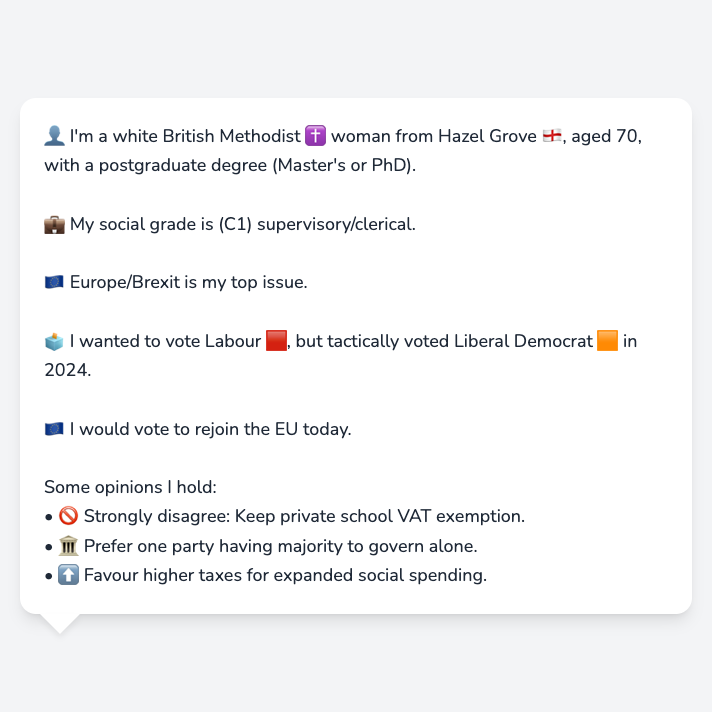 👤 I'm a white British Methodist ✝️ woman from Hazel Grove 🏴󠁧󠁢󠁥󠁮󠁧󠁿, aged 70,
with a postgraduate degree (Master's or PhD).
💼 My social grade is (C1) supervisory/clerical.
🇪🇺 Europe/Brexit is my top issue.
🗳️ I wanted to vote Labour 🟥, but tactically voted Liberal Democrat 🟧 in
2024.
🇪🇺 I would vote to rejoin the EU today.
Some opinions I hold:
• 🚫 Strongly disagree: Keep private school VAT exemption.
• 🏛️ Prefer one party having majority to govern alone.
• ⬆️ Favour higher taxes for expanded social spending.